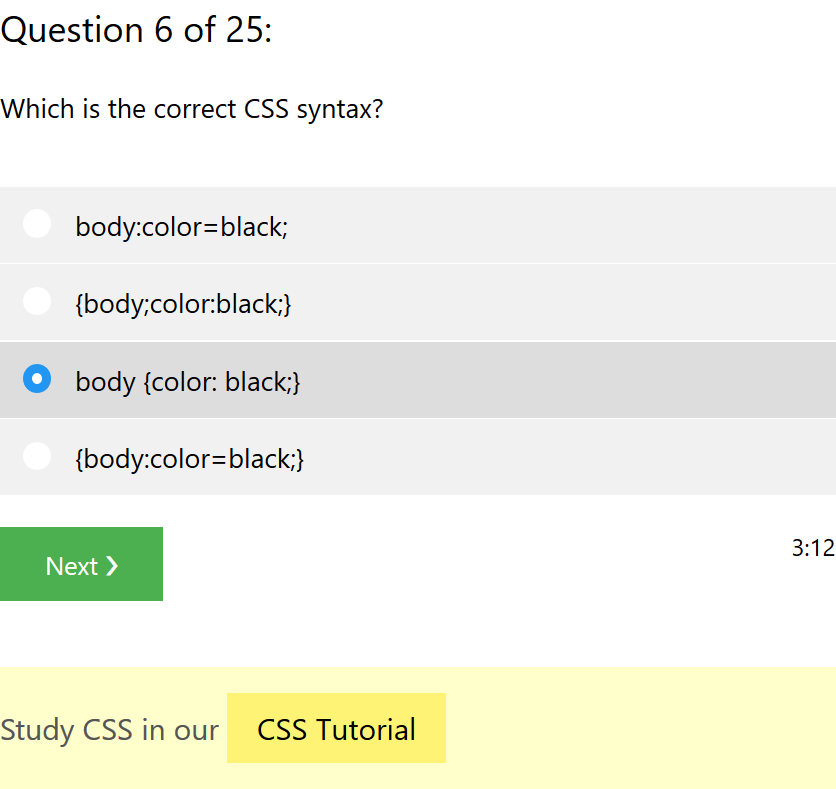 Question 6 of 25:
Which is the correct CSS syntax?
body:color=black;
{body;color:black;}
body {color: black;}
{body:color=black;}
Next ❯
3:12
Study CSS in our CSS Tutorial